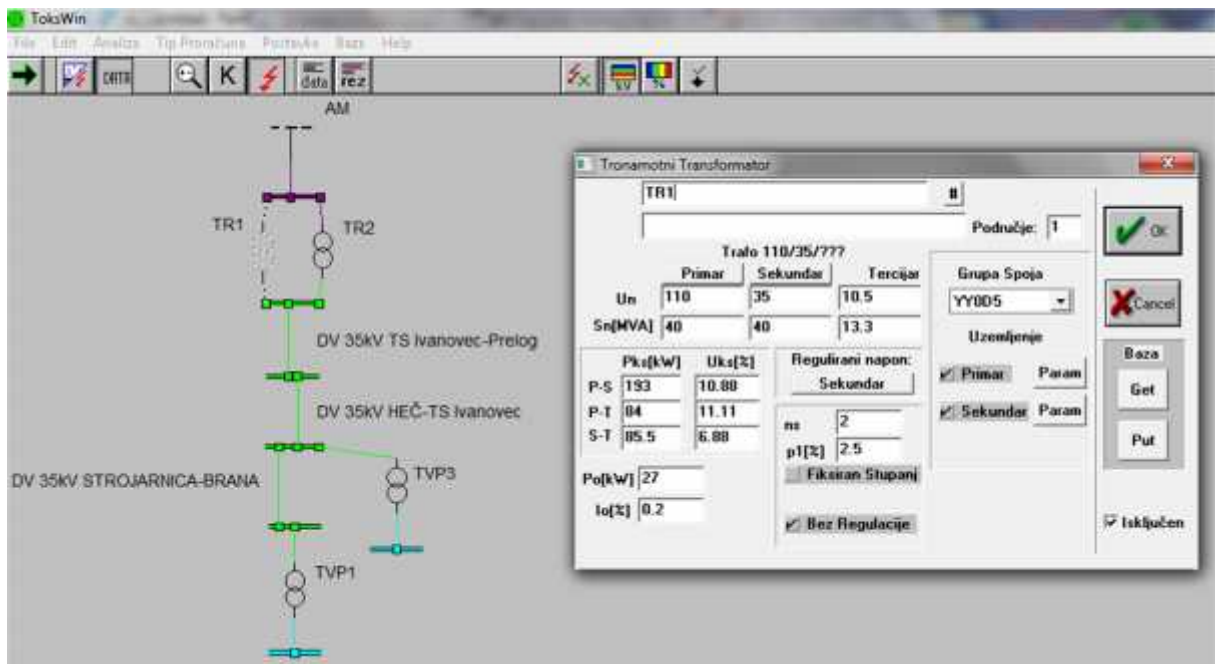 ToksWin
File Edit Analiza Tip Proračuna Postavke Baza Help
DATA K data rez kV %
AM
TR1 TR2
DV 35kV TS Ivanovec-Prelog
DV 35kV HEČ-TS Ivanovec
DV 35kV STROJARNICA-BRANA
TVP3
TVP1
Tronamotni Transformator
TR1
#
Područje: 1
Trafo 110/35/???
Primar Sekundar Tercijar
Un 110 35 10.5
Sn[MVA] 40 40 13.3
Pks[kW] Uks[%]
P-S 193 10.88
P-T 84 11.11
S-T 85.5 6.88
Po[kW] 27
Io[%] 0.2
Regulirani napon:
Sekundar
ns 2
p1[%] 2.5
Fiksiran Stupanj
Bez Regulacije
Grupa Spoja
YY0D5
Uzemljenje
Primar Param
Sekundar Param
OK
Cancel
Baza
Get
Put
Isključen